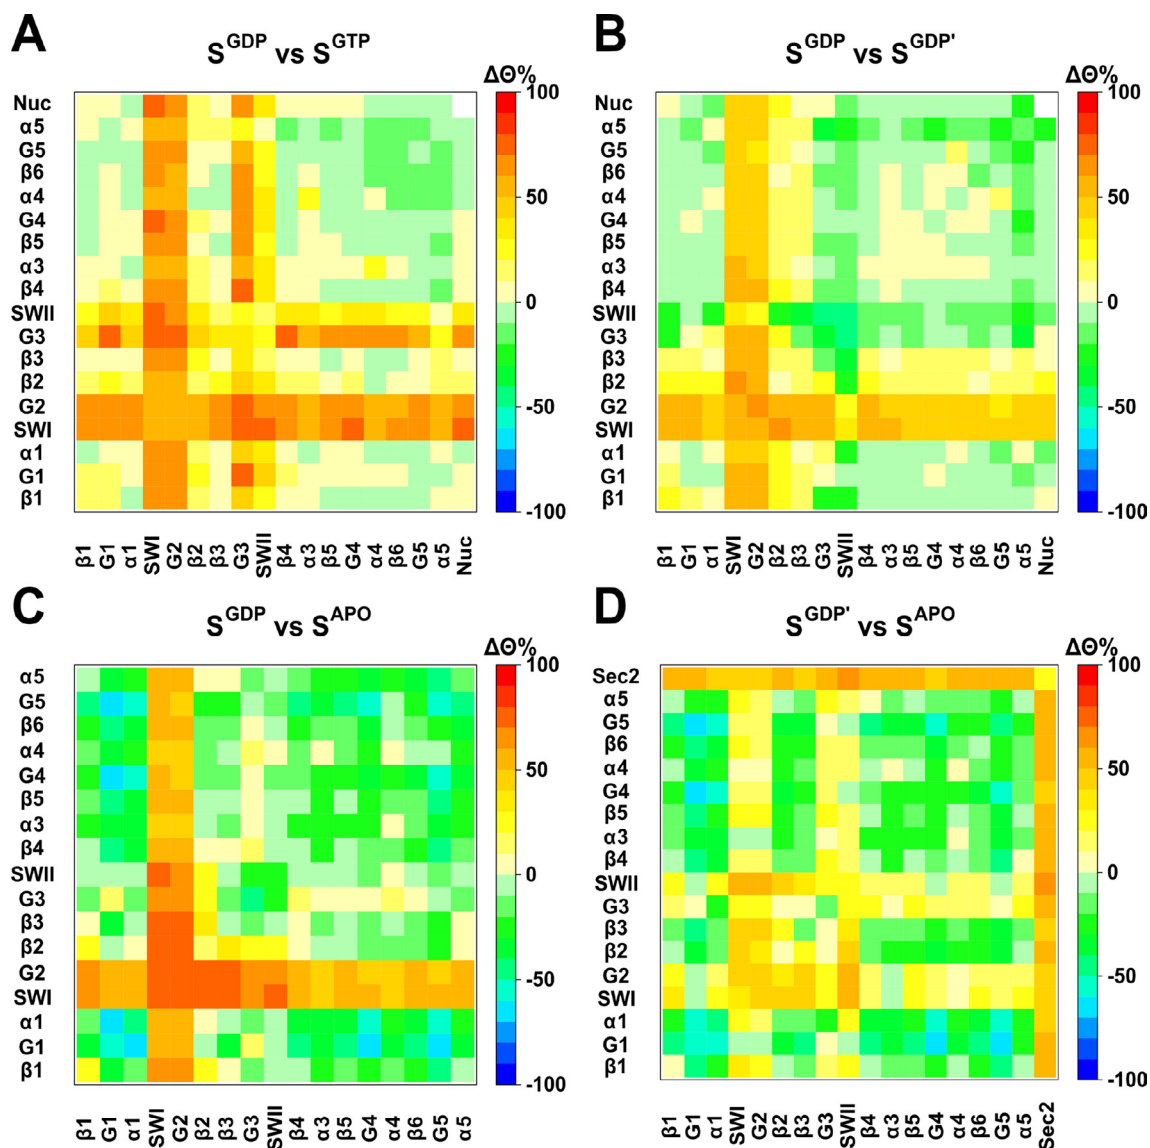 A
S^GDP vs S^GTP
ΔΘ%
100
50
0
-50
-100
Nuc
α5
G5
β6
α4
G4
β5
α3
β4
SWII
G3
β3
β2
G2
SWI
α1
G1
β1
β1 G1 α1 SWI G2 β2 β3 G3 SWII β4 α3 β5 G4 α4 β6 G5 α5 Nuc
B
S^GDP vs S^GDP'
ΔΘ%
100
50
0
-50
-100
Nuc
α5
G5
β6
α4
G4
β5
α3
β4
SWII
G3
β3
β2
G2
SWI
α1
G1
β1
β1 G1 α1 SWI G2 β2 β3 G3 SWII β4 α3 β5 G4 α4 β6 G5 α5 Nuc
C
S^GDP vs S^APO
ΔΘ%
100
50
0
-50
-100
α5
G5
β6
α4
G4
β5
α3
β4
SWII
G3
β3
β2
G2
SWI
α1
G1
β1
β1 G1 α1 SWI G2 β2 β3 G3 SWII β4 α3 β5 G4 α4 β6 G5 α5
D
S^GDP' vs S^APO
ΔΘ%
100
50
0
-50
-100
Sec2
α5
G5
β6
α4
G4
β5
α3
β4
SWII
G3
β3
β2
G2
SWI
α1
G1
β1
β1 G1 α1 SWI G2 β2 β3 G3 SWII β4 α3 β5 G4 α4 β6 G5 α5 Sec2